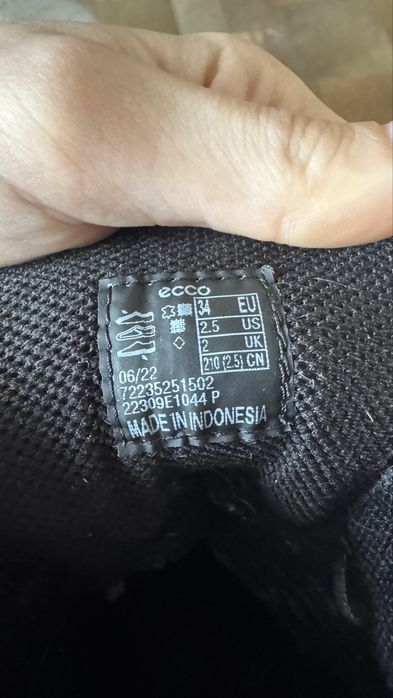 ecco
34 EU
2.5 US
2 UK
210 (2.5) CN
06/22
72235251502
22309E1044 P
MADE IN INDONESIA